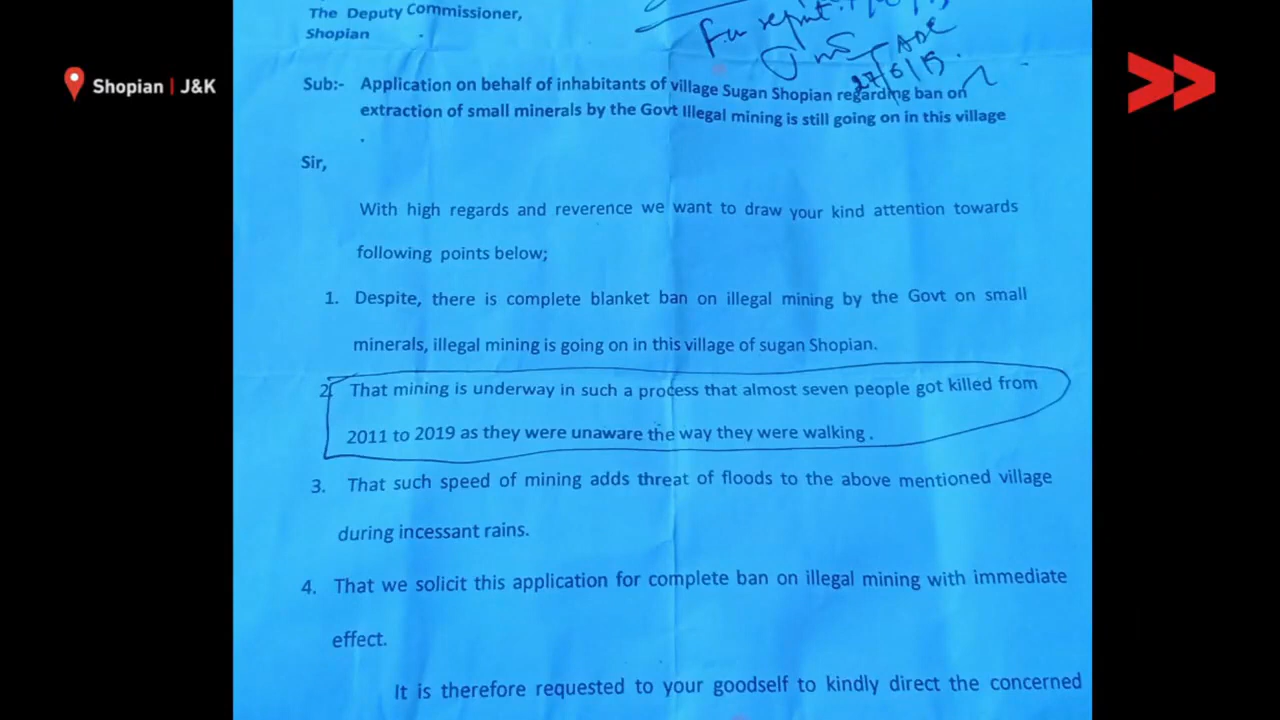 The Deputy Commissioner,
Shopian
For report
ADC
27/6/19
Shopian | J&K
Sub:- Application on behalf of inhabitants of village Sugan Shopian regarding ban on
extraction of small minerals by the Govt Illegal mining is still going on in this village
.
Sir,
With high regards and reverence we want to draw your kind attention towards
following points below;
1. Despite, there is complete blanket ban on illegal mining by the Govt on small
minerals, illegal mining is going on in this village of sugan Shopian.
2. That mining is underway in such a process that almost seven people got killed from
2011 to 2019 as they were unaware the way they were walking.
3. That such speed of mining adds threat of floods to the above mentioned village
during incessant rains.
4. That we solicit this application for complete ban on illegal mining with immediate
effect.
It is therefore requested to your goodself to kindly direct the concerned